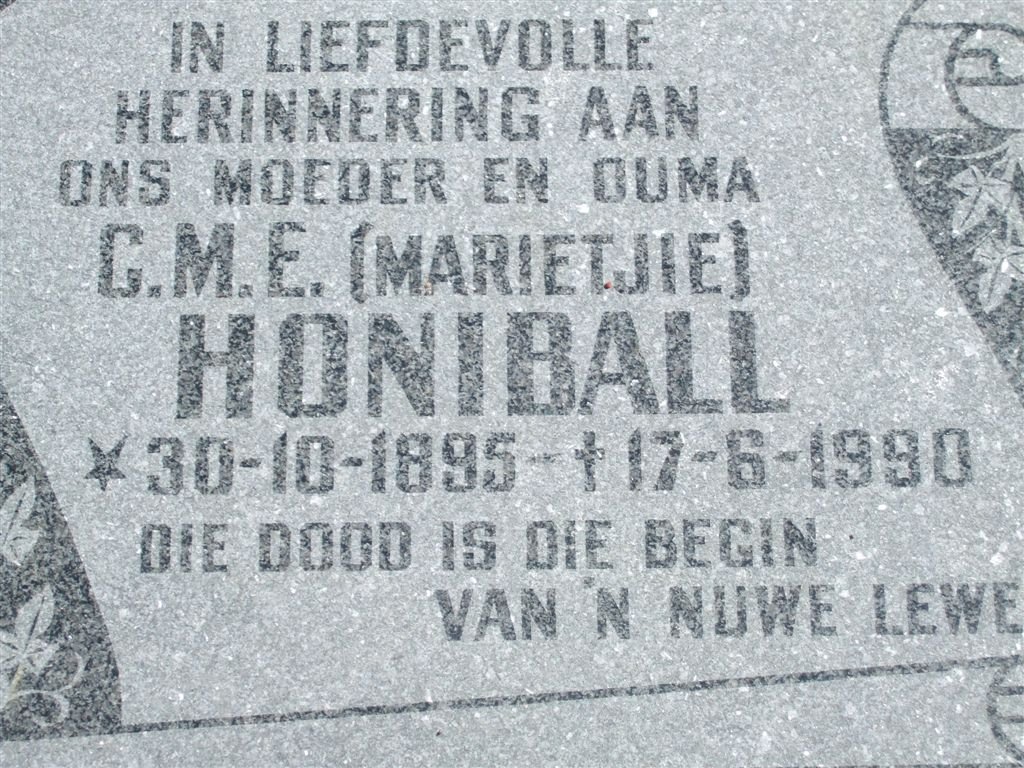 IN LIEFDEVOLLE
HERINNERING AAN
ONS MOEDER EN OUMA
C.M.E. (MARIETJIE)
HONIBALL
★ 30-10-1895 - † 17-6-1990
DIE DOOD IS DIE BEGIN
VAN 'N NUWE LEWE